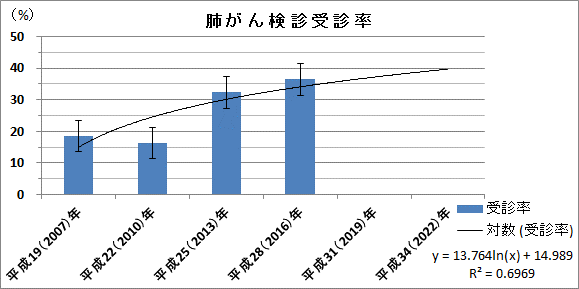 (%)
肺がん検診受診率
50
40
30
20
10
0
平成19(2007)年
平成22(2010)年
平成25(2013)年
平成28(2016)年
平成31(2019)年
平成34(2022)年
受診率
対数 (受診率)
y = 13.764ln(x) + 14.989
R² = 0.6969